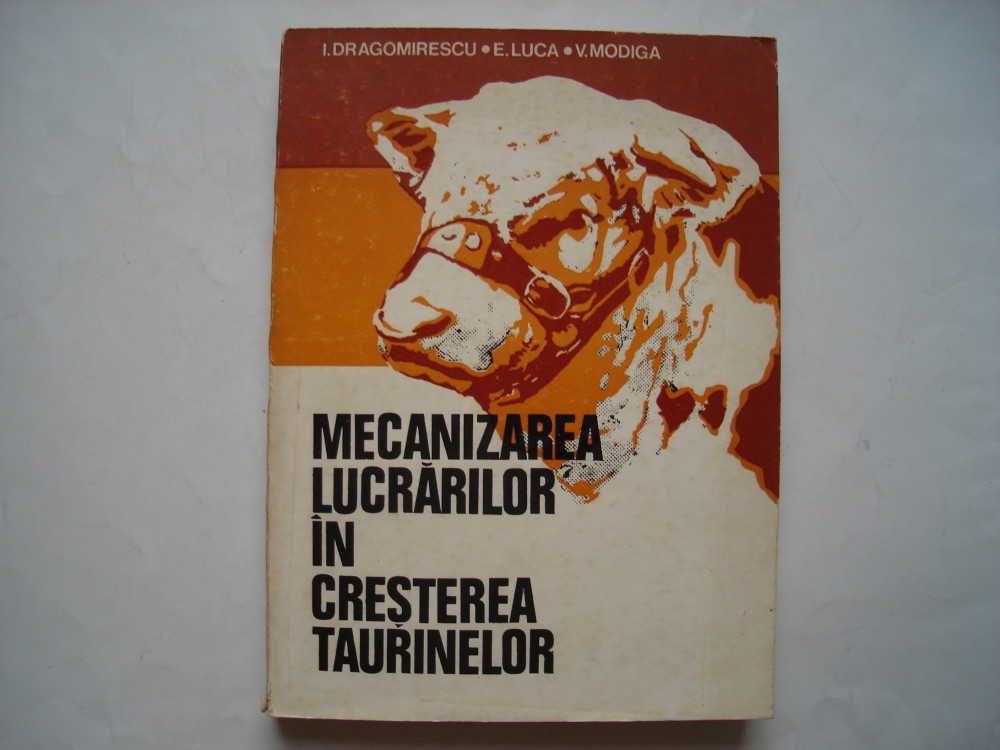 I.DRAGOMIRESCU • E.LUCA • V.MODIGA
MECANIZAREA
LUCRĂRILOR
ÎN
CREȘTEREA
TAURINELOR